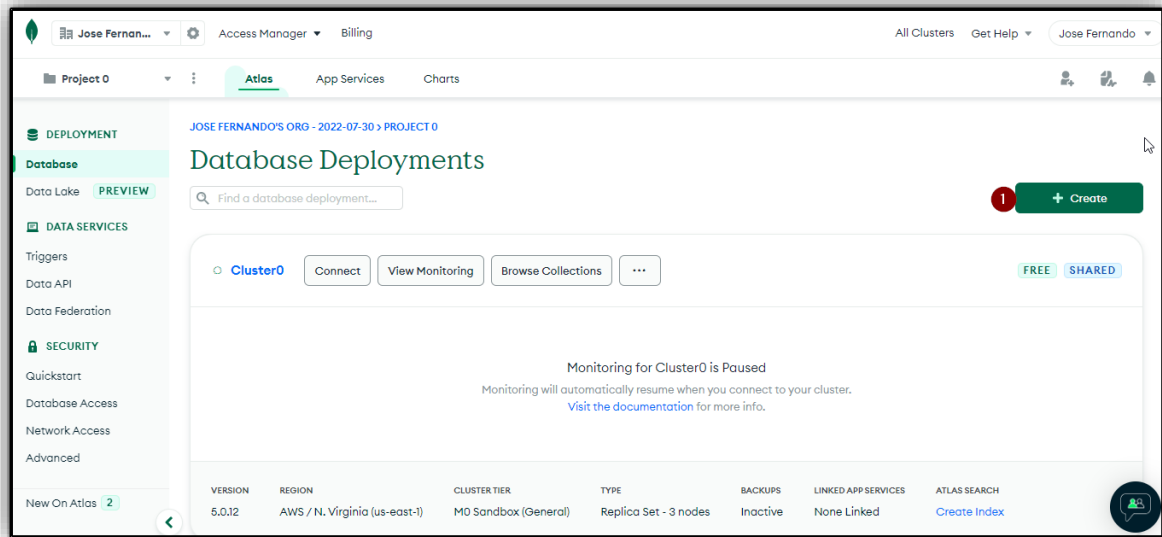 Jose Fernan...
Access Manager
Billing
All Clusters
Get Help
Jose Fernando
Project 0
Atlas
App Services
Charts
DEPLOYMENT
Database
Data Lake PREVIEW
DATA SERVICES
Triggers
Data API
Data Federation
SECURITY
Quickstart
Database Access
Network Access
Advanced
New On Atlas 2
JOSE FERNANDO'S ORG - 2022-07-30 > PROJECT 0
Database Deployments
Find a database deployment...
1
+ Create
Cluster0
Connect
View Monitoring
Browse Collections
...
FREE
SHARED
Monitoring for Cluster0 is Paused
Monitoring will automatically resume when you connect to your cluster.
Visit the documentation for more info.
VERSION
5.0.12
REGION
AWS / N. Virginia (us-east-1)
CLUSTER TIER
M0 Sandbox (General)
TYPE
Replica Set - 3 nodes
BACKUPS
Inactive
LINKED APP SERVICES
None Linked
ATLAS SEARCH
Create Index